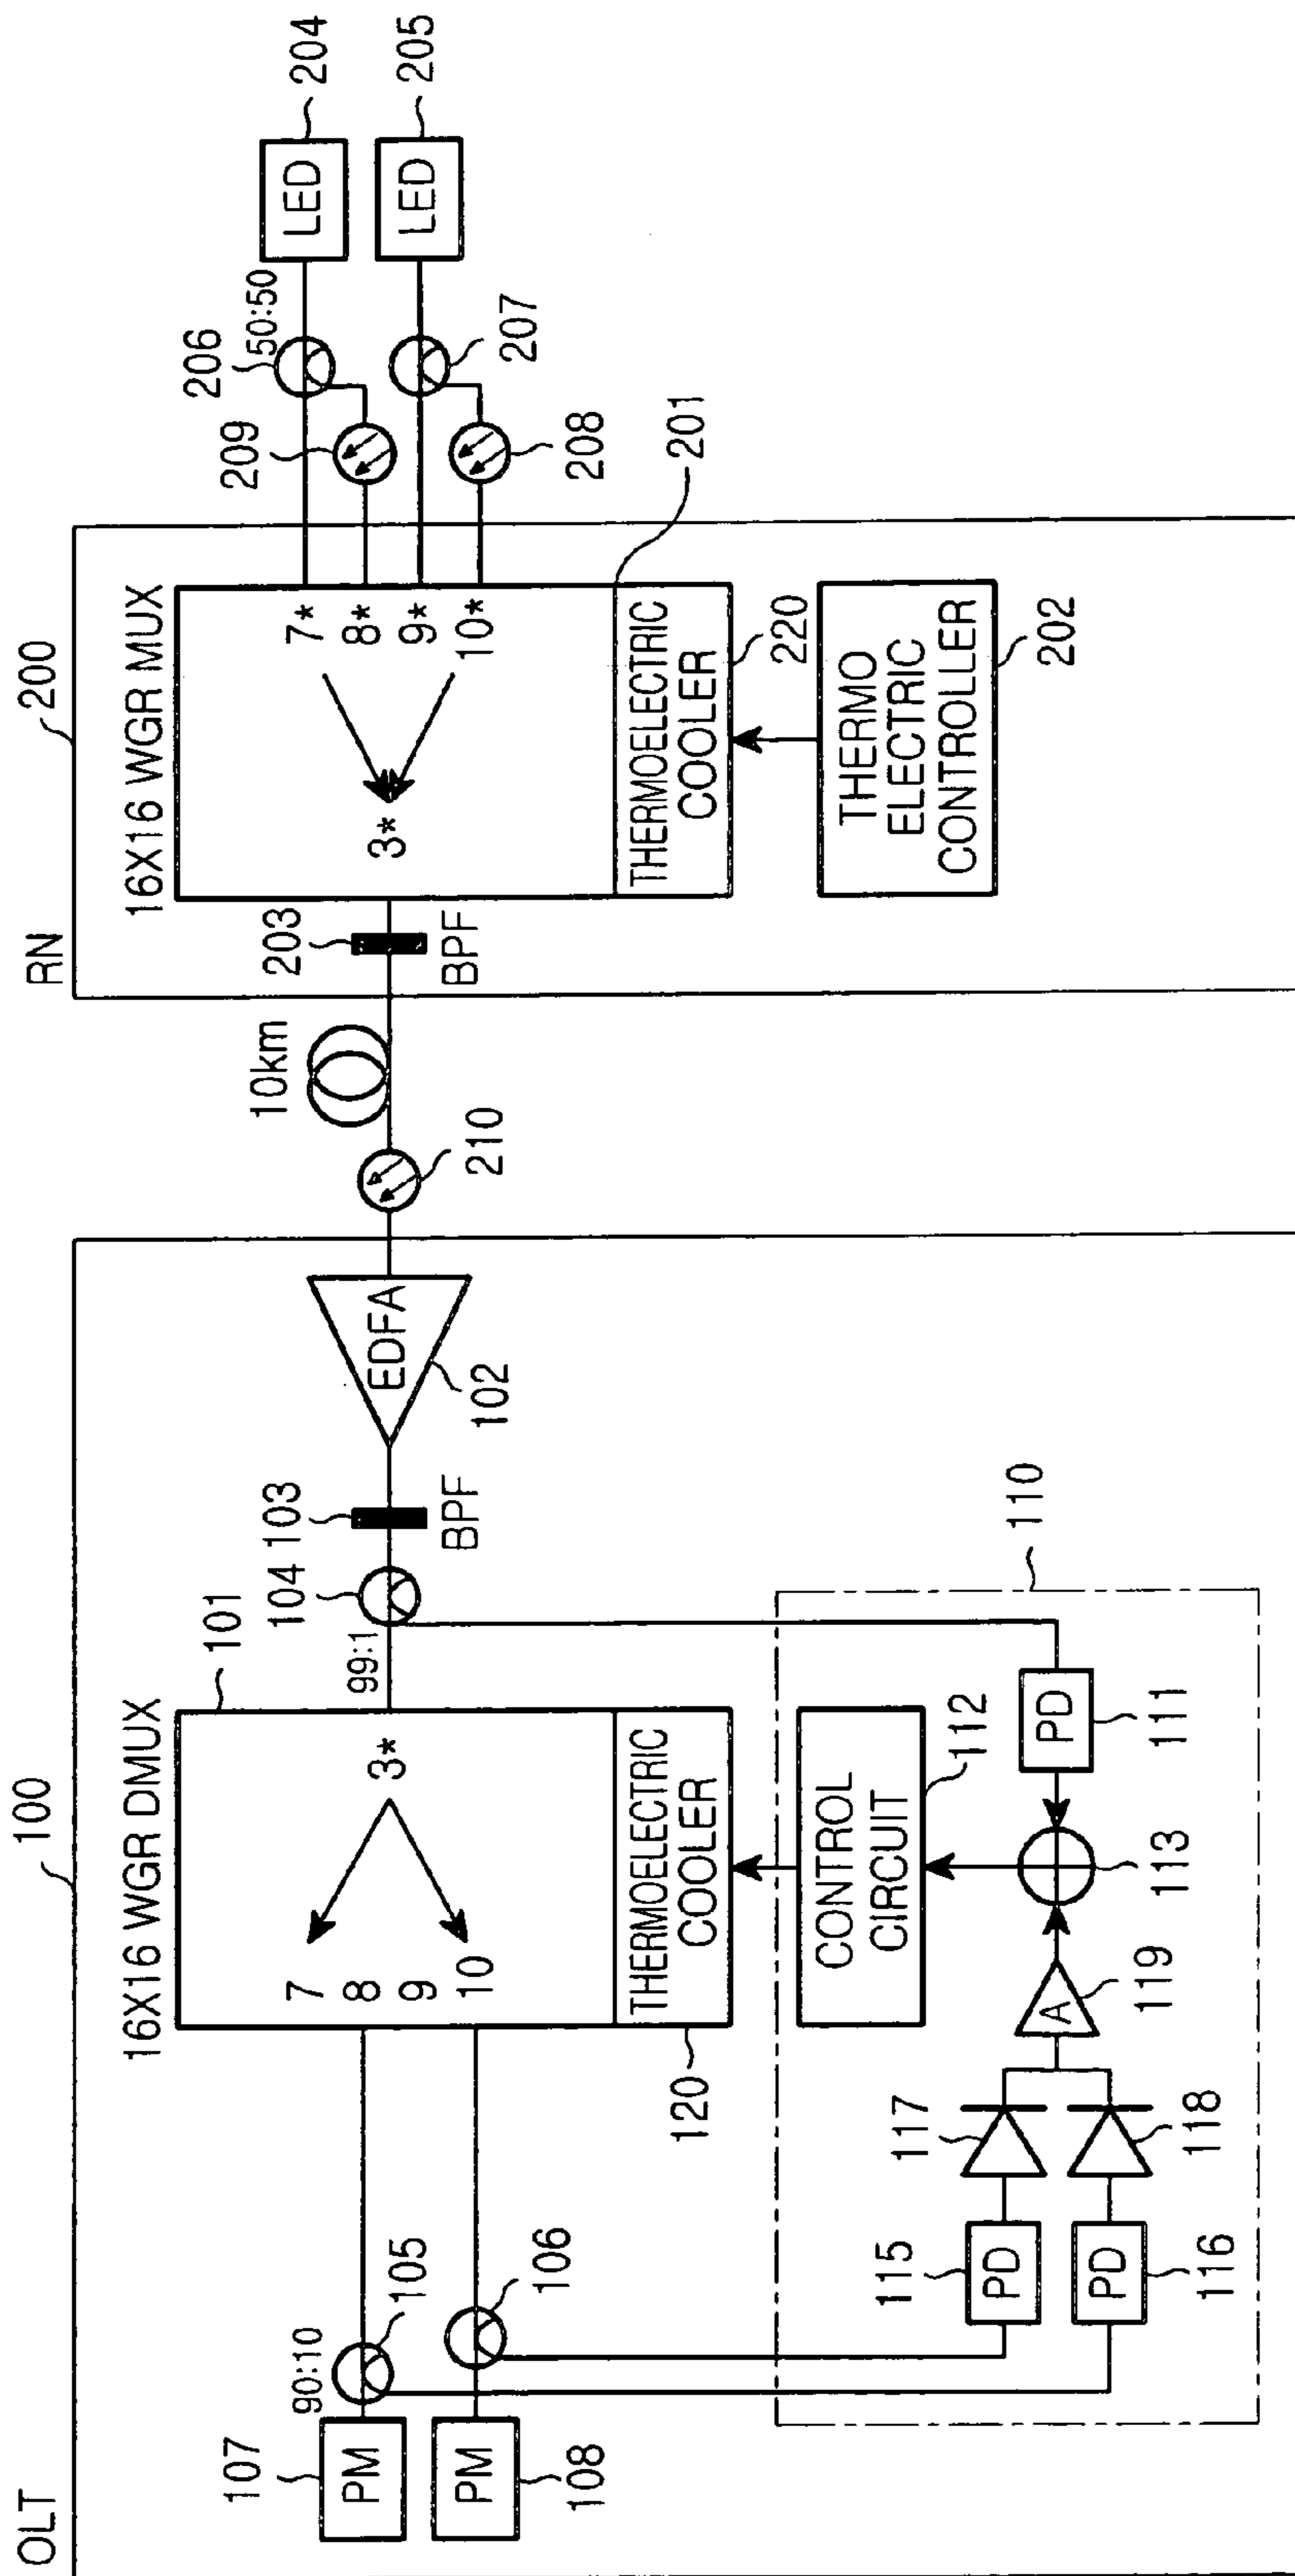 OLT
100
16X16 WGR DMUX
101
3*
7
8
9
10
THERMOELECTRIC
COOLER
120
99:1
104
103
BPF
EDFA
102
210
10km
90:10
105
106
107
PM
PM
108
110
CONTROL
CIRCUIT
112
PD
111
113
A
119
117
118
115
PD
PD
116
RN
200
16X16 WGR MUX
203
BPF
3*
7*
8*
9*
10*
THERMOELECTRIC
COOLER
201
220
THERMO
ELECTRIC
CONTROLLER
202
209
206
50:50
207
208
LED
204
LED
205